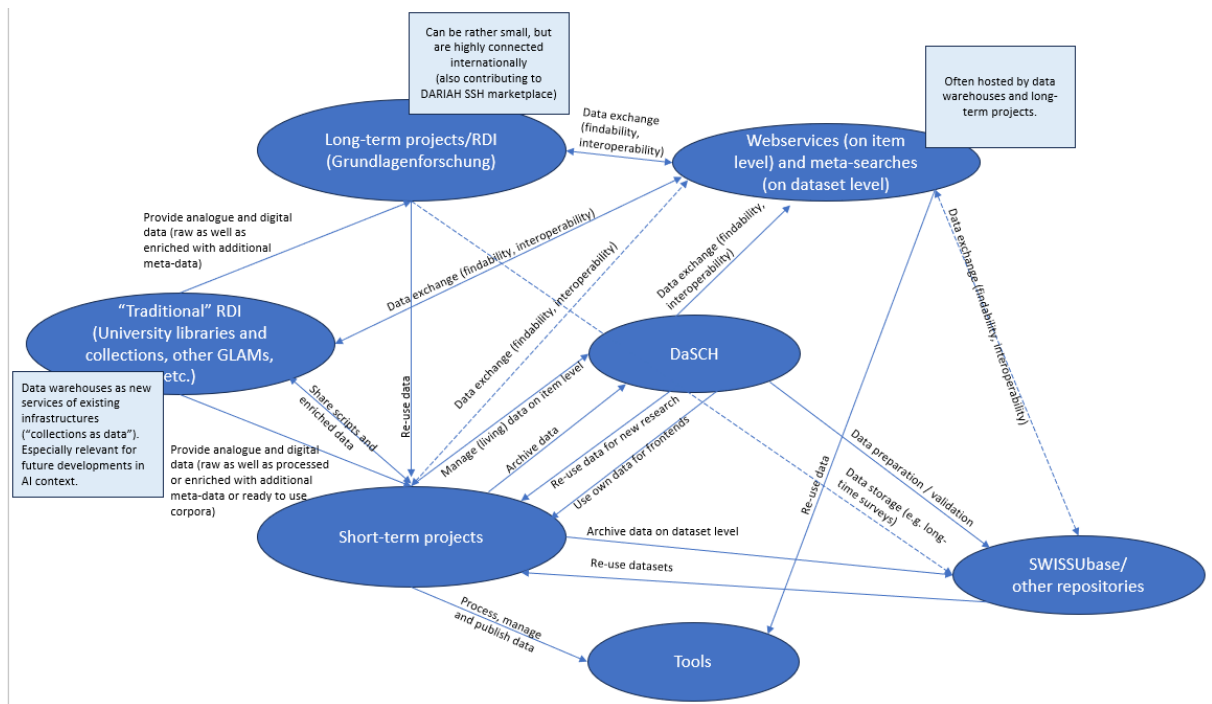 Can be rather small, but
are highly connected
internationally
(also contributing to
DARIAH SSH marketplace)
Often hosted by data
warehouses and long-
term projects.
Long-term projects/RDI
(Grundlagenforschung)
Data exchange
(findability,
interoperability)
Webservices (on item
level) and meta-searches
(on dataset level)
Provide analogue and digital
data (raw as well as
enriched with additional
meta-data)
Data exchange (findability, interoperability)
Data exchange (findability, interoperability)
Data exchange (findability,
interoperability)
Data exchange (findability, interoperability)
“Traditional” RDI
(University libraries and
collections, other GLAMs,
etc.)
DaSCH
Data warehouses as new
services of existing
infrastructures
(“collections as data”).
Especially relevant for
future developments in
AI context.
Share scripts and
enriched data
Re-use data
Manage (living) data on item level
Archive data
Re-use data for new research
Use own data for frontends
Data preparation / validation
Data storage (e.g. long-
time surveys)
Re-use data
Provide analogue and digital
data (raw as well as processed
or enriched with additional
meta-data or ready to use
corpora)
Short-term projects
Archive data on dataset level
Re-use datasets
SWISSUbase/
other repositories
Process, manage
and publish data
Tools